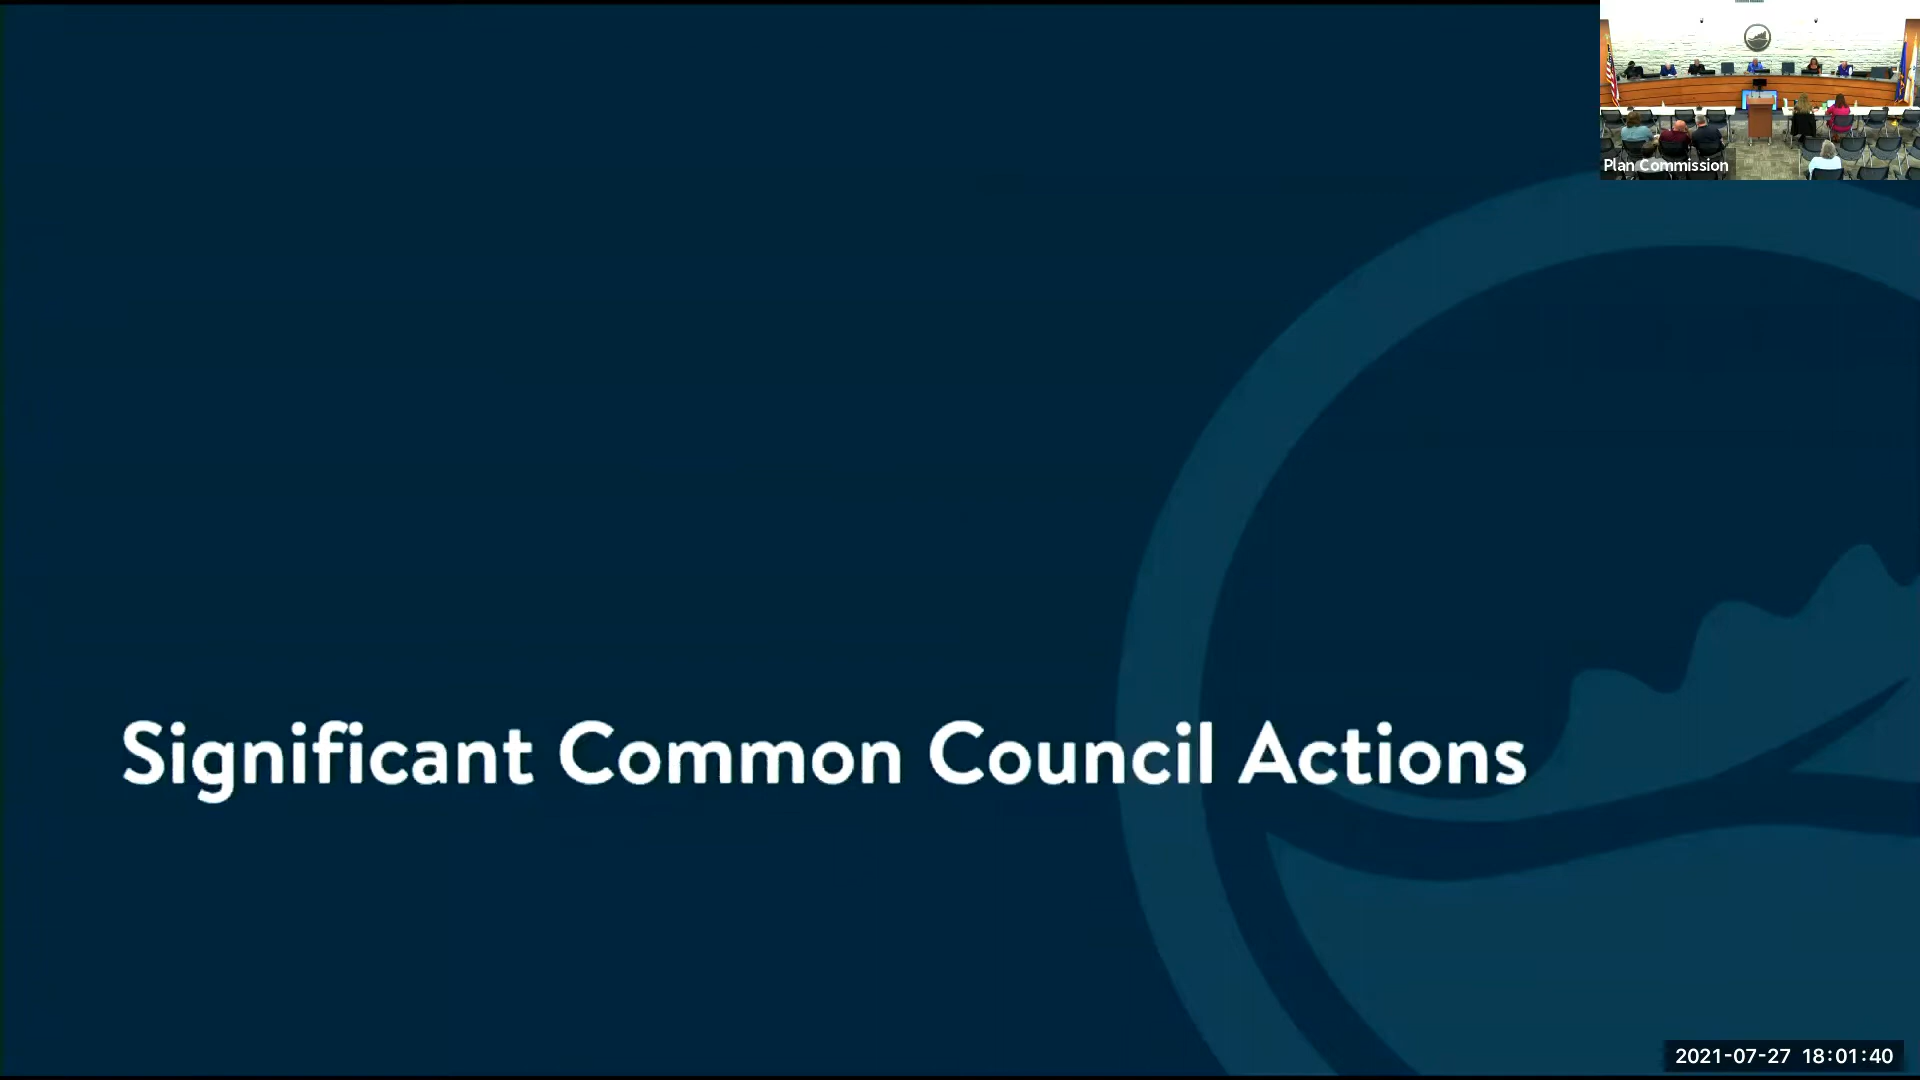 Plan Commission
Significant Common Council Actions
2021-07-27 18:01:40